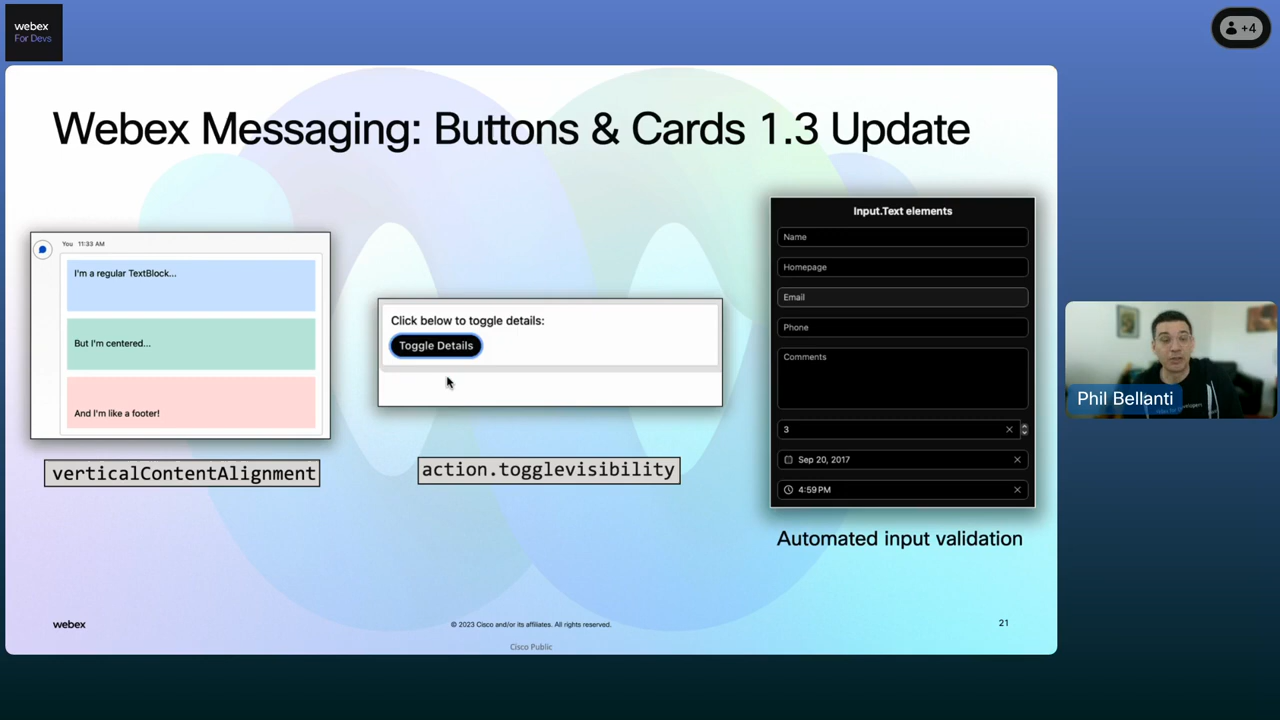 webex
For Devs
+4
Webex Messaging: Buttons & Cards 1.3 Update
You 11:33 AM
I'm a regular TextBlock...
But I'm centered...
And I'm like a footer!
verticalContentAlignment
Click below to toggle details:
Toggle Details
action.togglevisibility
Input.Text elements
Name
Homepage
Email
Phone
Comments
3
Sep 20, 2017
4:59 PM
Automated input validation
Phil Bellanti
webex
© 2023 Cisco and/or its affiliates. All rights reserved.
21
Cisco Public